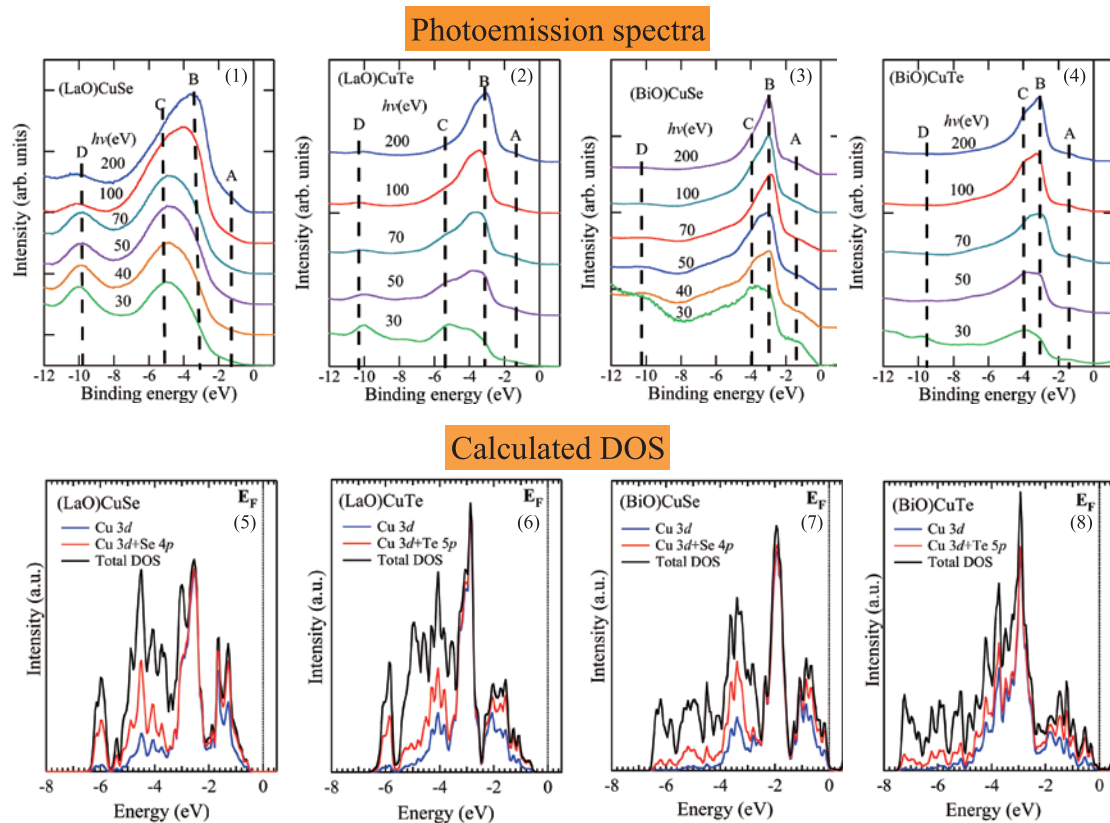 Photoemission spectra
(LaO)CuSe
(1)
Intensity (arb. units)
hν(eV)
200
100
70
50
40
30
D
C
B
A
-12 -10 -8 -6 -4 -2 0
Binding energy (eV)
(LaO)CuTe
(2)
Intensity (arb. units)
hν(eV)
200
100
70
50
30
D
C
B
A
-12 -10 -8 -6 -4 -2 0
Binding energy (eV)
(BiO)CuSe
(3)
Intensity (arb. units)
hν(eV)
200
100
70
50
40
30
D
C
B
A
-12 -10 -8 -6 -4 -2 0
Binding energy (eV)
(BiO)CuTe
(4)
Intensity (arb. units)
hν(eV)
200
100
70
50
30
D
C
B
A
-12 -10 -8 -6 -4 -2 0
Binding energy (eV)
Calculated DOS
(LaO)CuSe
E_F
(5)
Cu 3d
Cu 3d+Se 4p
Total DOS
Intensity (a.u.)
-8 -6 -4 -2 0
Energy (eV)
(LaO)CuTe
E_F
(6)
Cu 3d
Cu 3d+Te 5p
Total DOS
Intensity (a.u.)
-8 -6 -4 -2 0
Energy (eV)
(BiO)CuSe
E_F
(7)
Cu 3d
Cu 3d+Se 4p
Total DOS
Intensity (a.u.)
-8 -6 -4 -2 0
Energy (eV)
(BiO)CuTe
E_F
(8)
Cu 3d
Cu 3d+Te 5p
Total DOS
Intensity (a.u.)
-8 -6 -4 -2 0
Energy (eV)